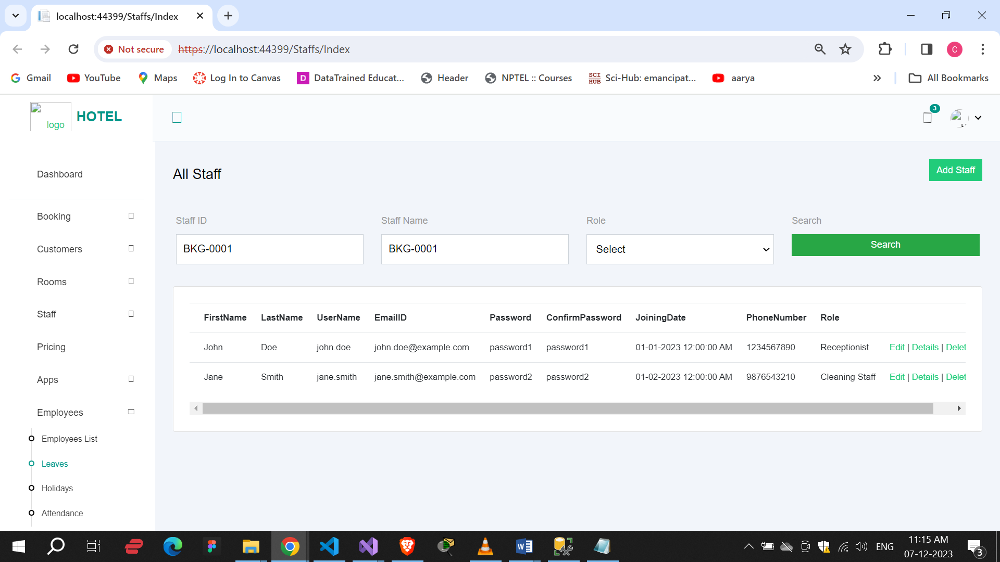 localhost:44399/Staffs/Index
Not secure https://localhost:44399/Staffs/Index
C
Gmail YouTube Maps Log In to Canvas DataTrained Educat... Header NPTEL :: Courses Sci-Hub: emancipat... aarya » All Bookmarks
logo HOTEL
3
Dashboard
Booking
Customers
Rooms
Staff
Pricing
Apps
Employees
Employees List
Leaves
Holidays
Attendance
All Staff
Add Staff
Staff ID Staff Name Role Search
BKG-0001 BKG-0001 Select Search
FirstName LastName UserName EmailID Password ConfirmPassword JoiningDate PhoneNumber Role
John Doe john.doe john.doe@example.com password1 password1 01-01-2023 12:00:00 AM 1234567890 Receptionist Edit | Details | Delet
Jane Smith jane.smith jane.smith@example.com password2 password2 01-02-2023 12:00:00 AM 9876543210 Cleaning Staff Edit | Details | Delet
ENG
11:15 AM
07-12-2023
3